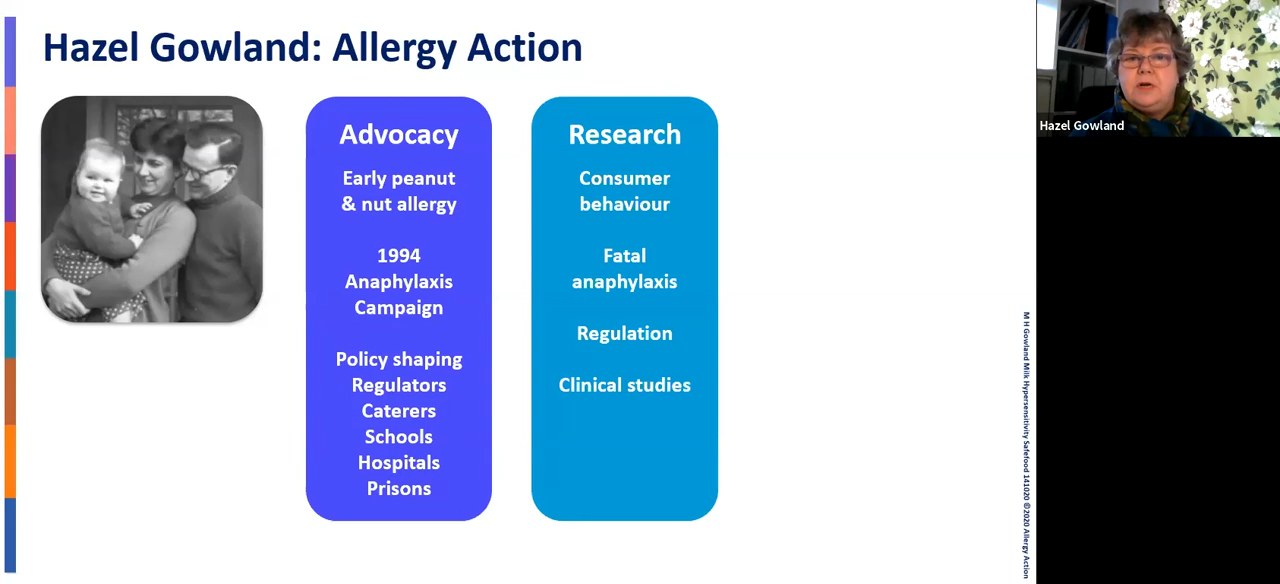 Hazel Gowland: Allergy Action
Advocacy
Early peanut
& nut allergy
1994
Anaphylaxis
Campaign
Policy shaping
Regulators
Caterers
Schools
Hospitals
Prisons
Research
Consumer
behaviour
Fatal
anaphylaxis
Regulation
Clinical studies
M H Gowland Milk Hypersensitivity Safefood 141020 ©2020 Allergy Action
Hazel Gowland